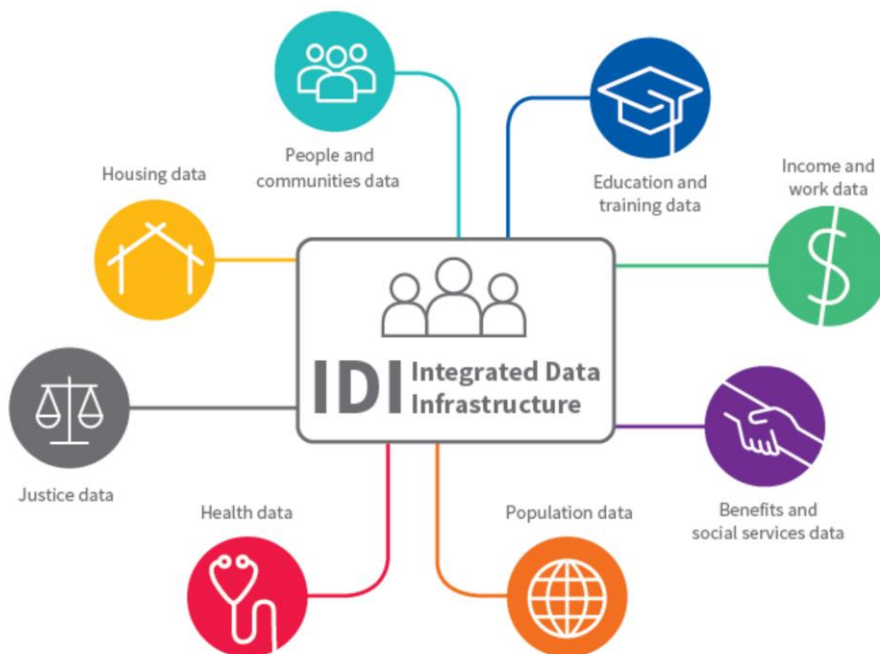 People and
communities data
Education and
training data
Housing data
Income and
work data
IDI Integrated Data
Infrastructure
Justice data
Health data
Population data
Benefits and
social services data